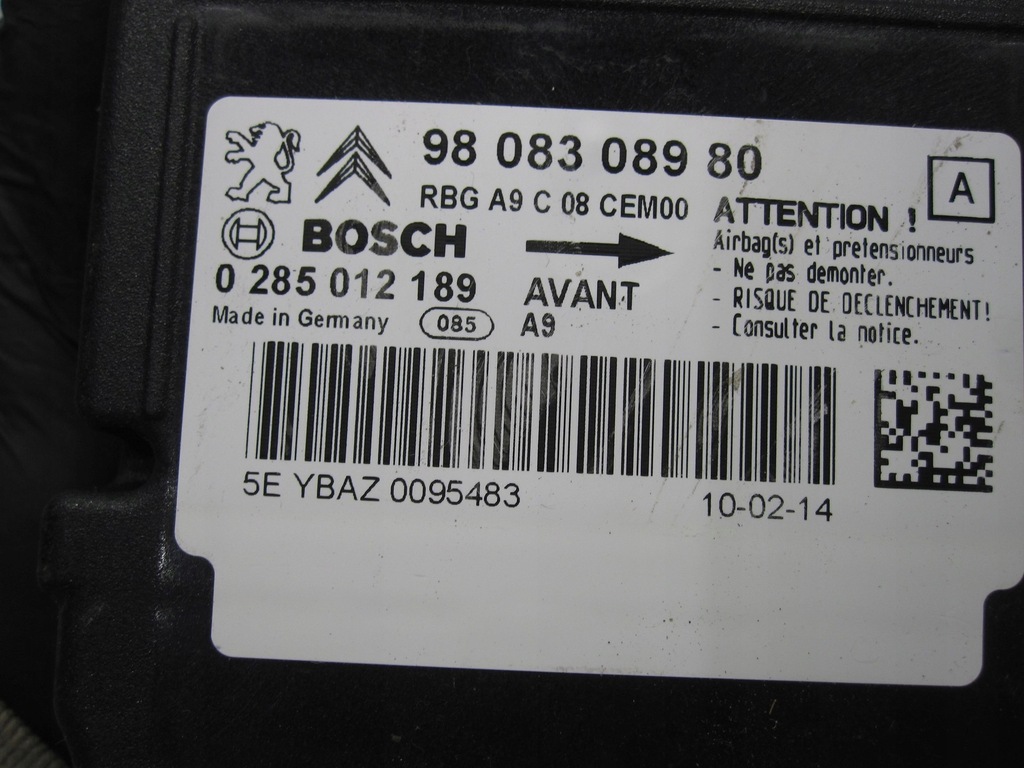 98 083 089 80
RBG A9 C 08 CEM00
A
BOSCH
0 285 012 189
Made in Germany 085
AVANT
A9
ATTENTION !
Airbag(s) et pretensionneurs
- Ne pas demonter.
- RISQUE DE DECLENCHEMENT!
- Consulter la notice.
5E YBAZ 0095483
10-02-14